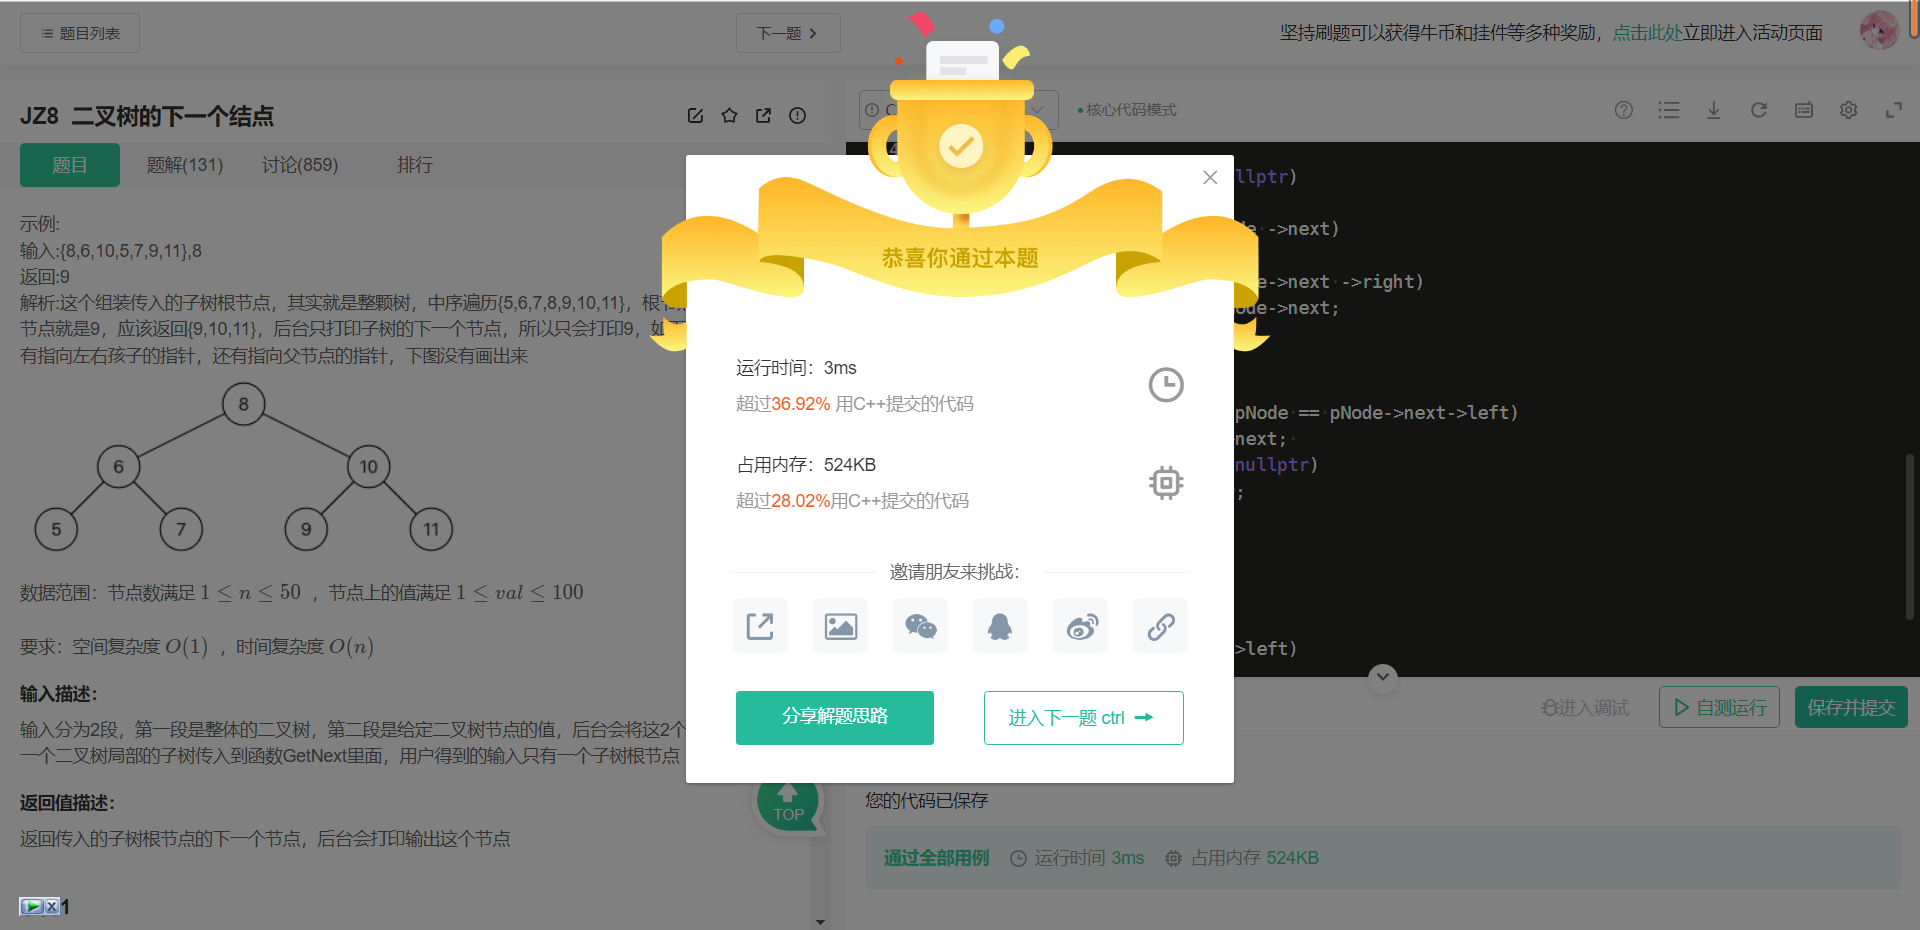 题目列表
下一题
坚持刷题可以获得牛币和挂件等多种奖励，点击此处立即进入活动页面
JZ8 二叉树的下一个结点
C
核心代码模式
题目
题解(131)
讨论(859)
排行
4
示例:
输入:{8,6,10,5,7,9,11},8
返回:9
解析:这个组装传入的子树根节点，其实就是整颗树，中序遍历{5,6,7,8,9,10,11}，根
节点就是9，应该返回{9,10,11}，后台只打印子树的下一个节点，所以只会打印9，如
有指向左右孩子的指针，还有指向父节点的指针，下图没有画出来
8
6
10
5
7
9
11
数据范围：节点数满足 1 ≤ n ≤ 50 ，节点上的值满足 1 ≤ val ≤ 100
要求：空间复杂度 O(1) ，时间复杂度 O(n)
输入描述：
输入分为2段，第一段是整体的二叉树，第二段是给定二叉树节点的值，后台会将这2个
一个二叉树局部的子树传入到函数GetNext里面，用户得到的输入只有一个子树根节点
返回值描述：
返回传入的子树根节点的下一个节点，后台会打印输出这个节点
1
TOP
恭喜你通过本题
运行时间：3ms
超过36.92% 用C++提交的代码
占用内存：524KB
超过28.02%用C++提交的代码
邀请朋友来挑战：
分享解题思路
进入下一题 ctrl
llptr)
de ->next)
e->next ->right)
ode->next;
pNode == pNode->next->left)
next;
nullptr)
;
>left)
进入调试
自测运行
保存并提交
您的代码已保存
通过全部用例
运行时间 3ms
占用内存 524KB